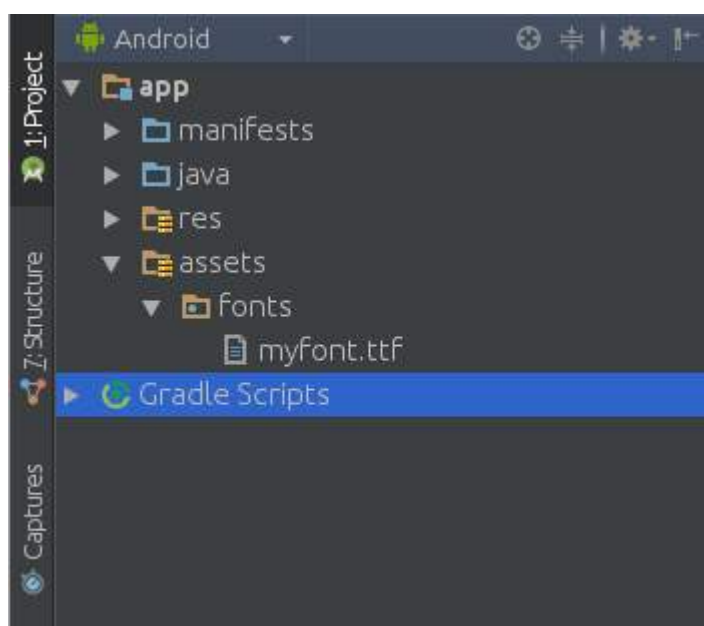 Android
app
manifests
java
res
assets
fonts
myfont.ttf
Gradle Scripts
1: Project
7: Structure
Captures